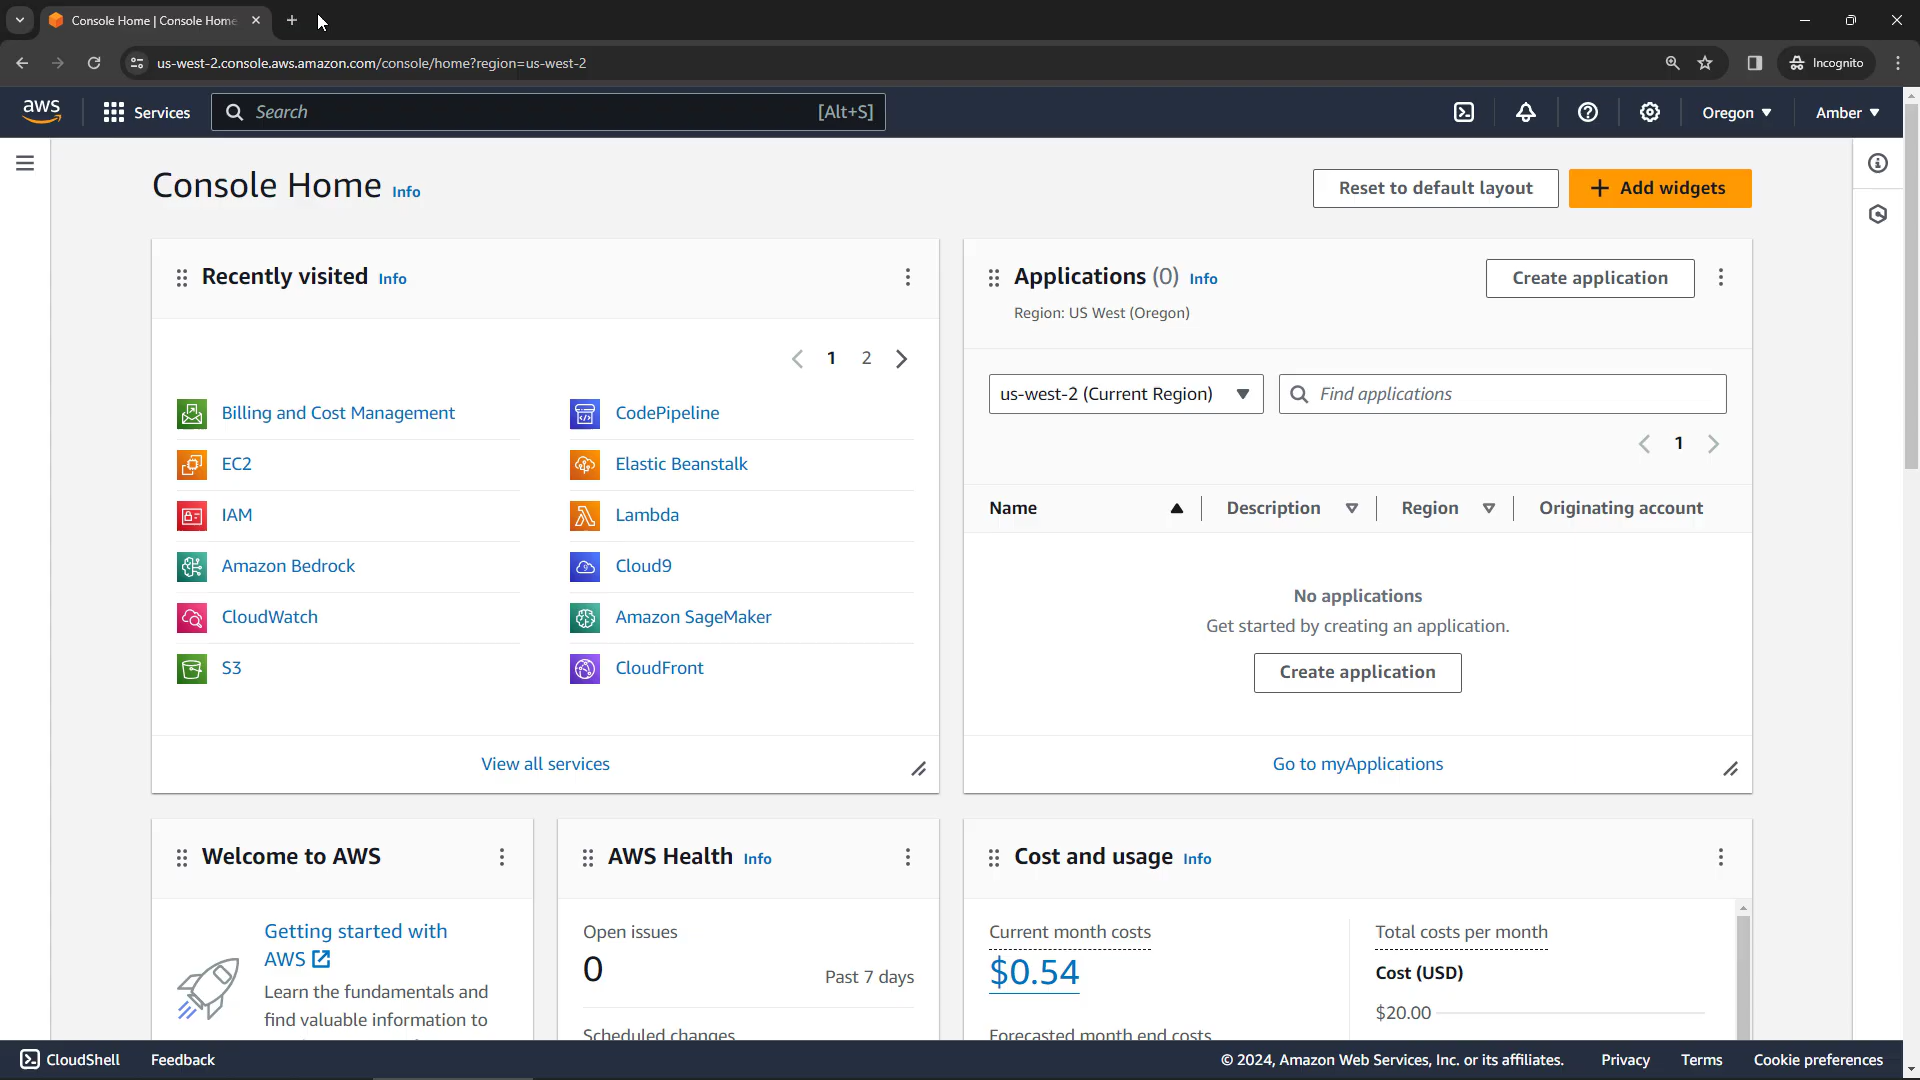 Console Home | Console Home
us-west-2.console.aws.amazon.com/console/home?region=us-west-2
Incognito
aws
Services
Search
[Alt+S]
Oregon
Amber
Console Home Info
Reset to default layout
Add widgets
Recently visited Info
1 2
Billing and Cost Management
EC2
IAM
Amazon Bedrock
CloudWatch
S3
CodePipeline
Elastic Beanstalk
Lambda
Cloud9
Amazon SageMaker
CloudFront
View all services
Applications (0) Info
Region: US West (Oregon)
Create application
us-west-2 (Current Region)
Find applications
1
Name
Description
Region
Originating account
No applications
Get started by creating an application.
Create application
Go to myApplications
Welcome to AWS
Getting started with
AWS
Learn the fundamentals and
find valuable information to
AWS Health Info
Open issues
0
Past 7 days
Scheduled changes
Cost and usage Info
Current month costs
$0.54
Forecasted month end costs
Total costs per month
Cost (USD)
$20.00
CloudShell
Feedback
© 2024, Amazon Web Services, Inc. or its affiliates.
Privacy
Terms
Cookie preferences